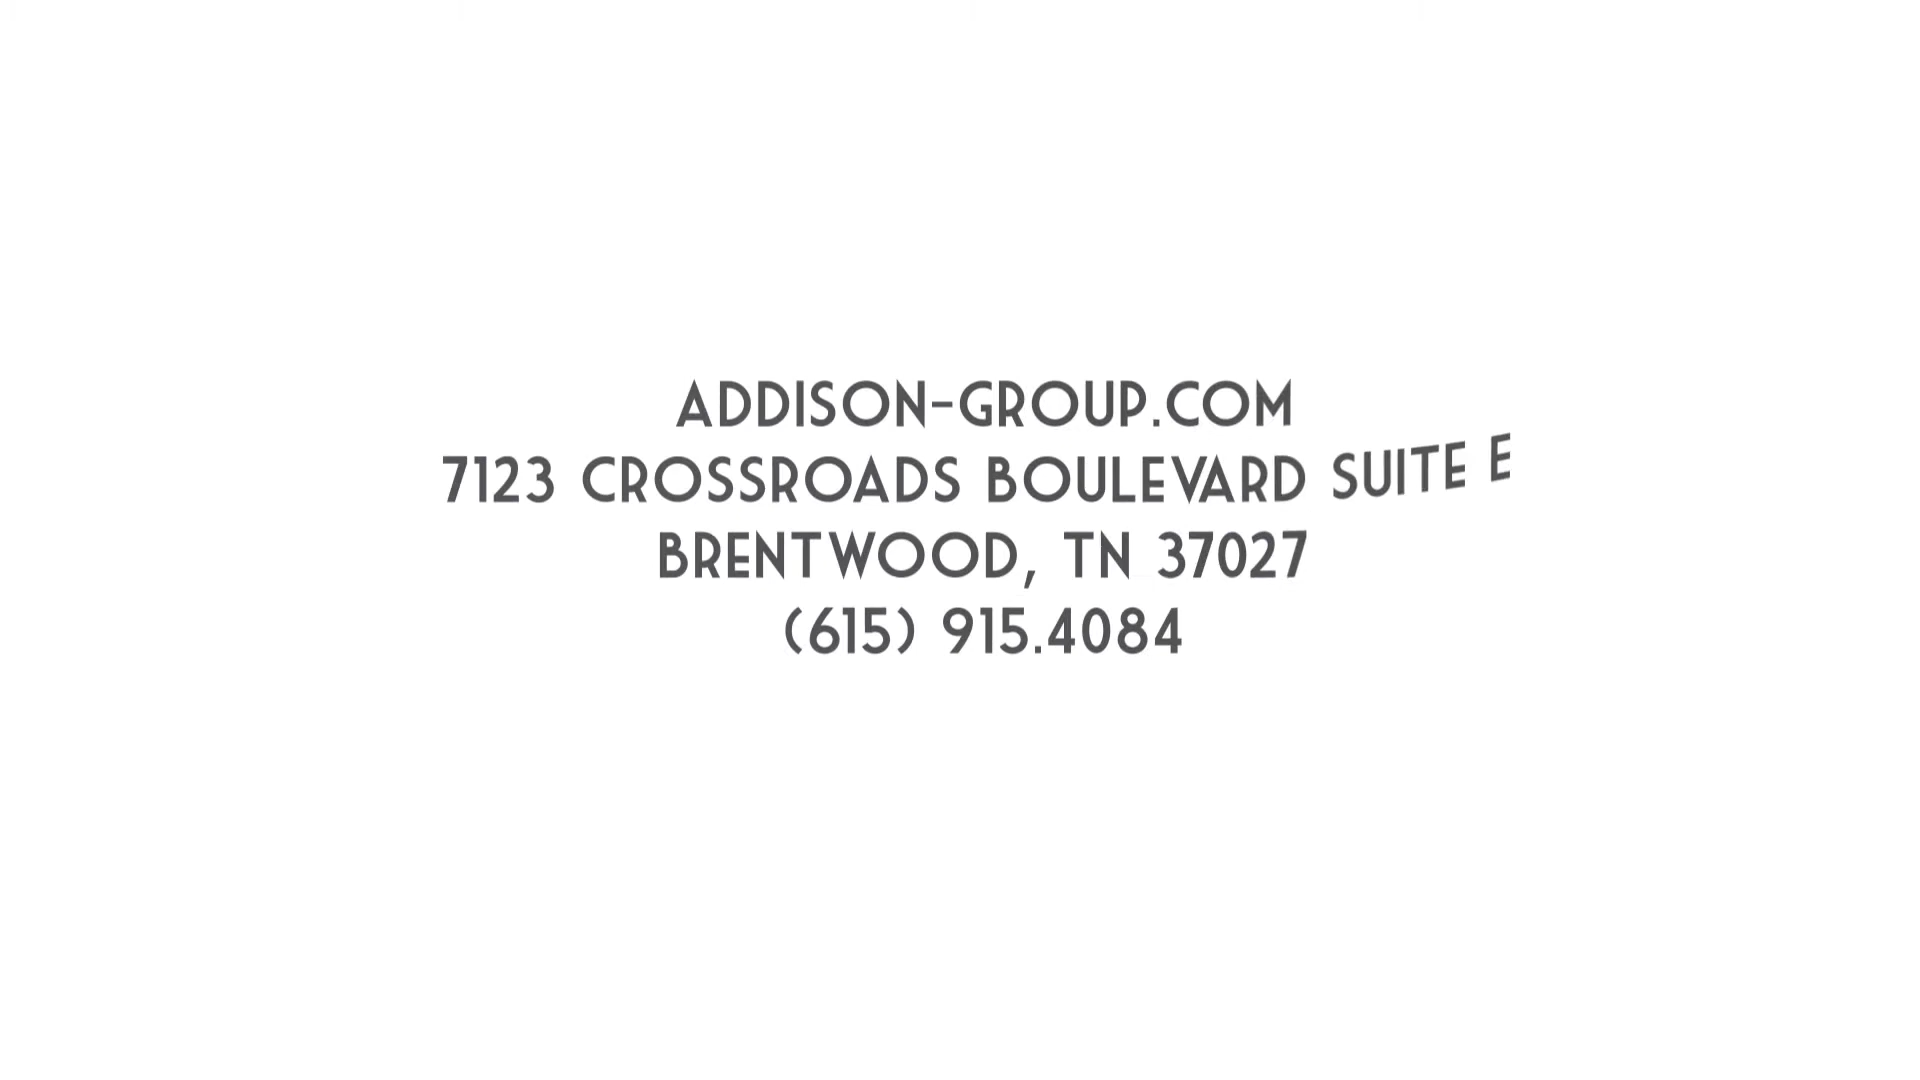 ADDISON-GROUP.COM
7123 CROSSROADS BOULEVARD SUITE E
BRENTWOOD, TN 37027
(615) 915.4084